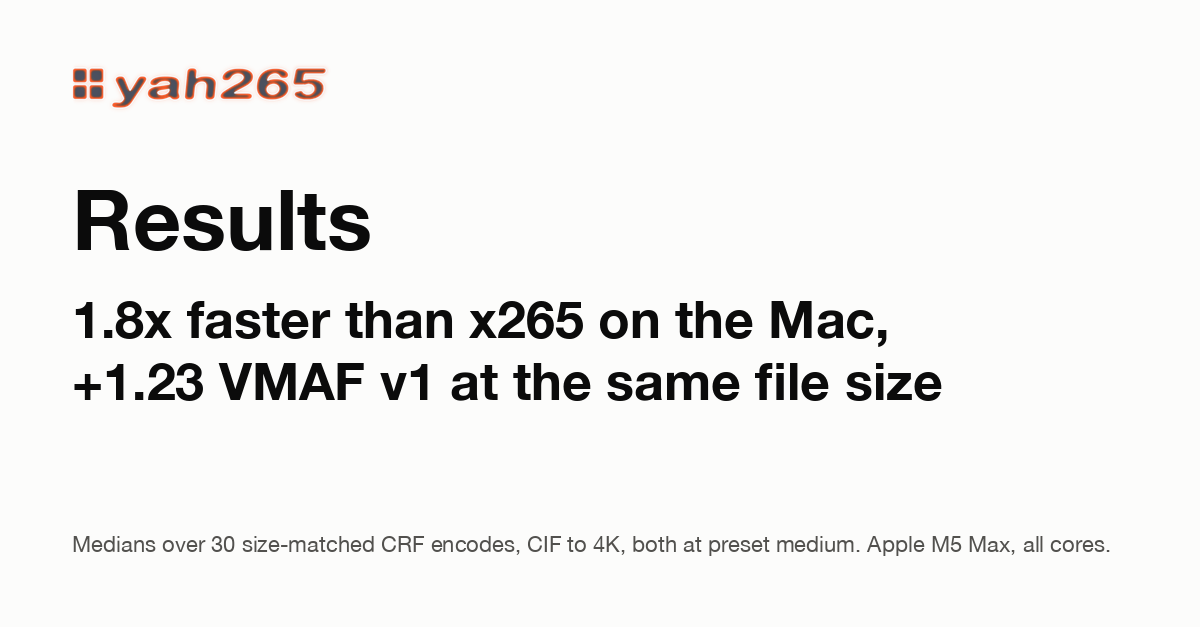 yah265
Results
1.8x faster than x265 on the Mac,
+1.23 VMAF v1 at the same file size
Medians over 30 size-matched CRF encodes, CIF to 4K, both at preset medium. Apple M5 Max, all cores.